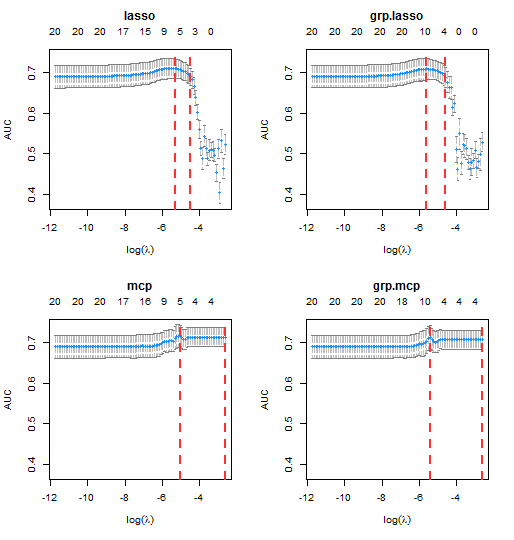 lasso
20 20 20 17 16 9 5 3 0
AUC
0.4 0.5 0.6 0.7
-12 -10 -8 -6 -4
log(λ)
grp.lasso
20 20 20 20 18 10 4 0 0
AUC
0.4 0.5 0.6 0.7
-12 -10 -8 -6 -4
log(λ)
mcp
20 20 20 17 16 9 5 4 4
AUC
0.4 0.5 0.6 0.7
-12 -10 -8 -6 -4
log(λ)
grp.mcp
20 20 20 20 18 10 4 4 4
AUC
0.4 0.5 0.6 0.7
-12 -10 -8 -6 -4
log(λ)